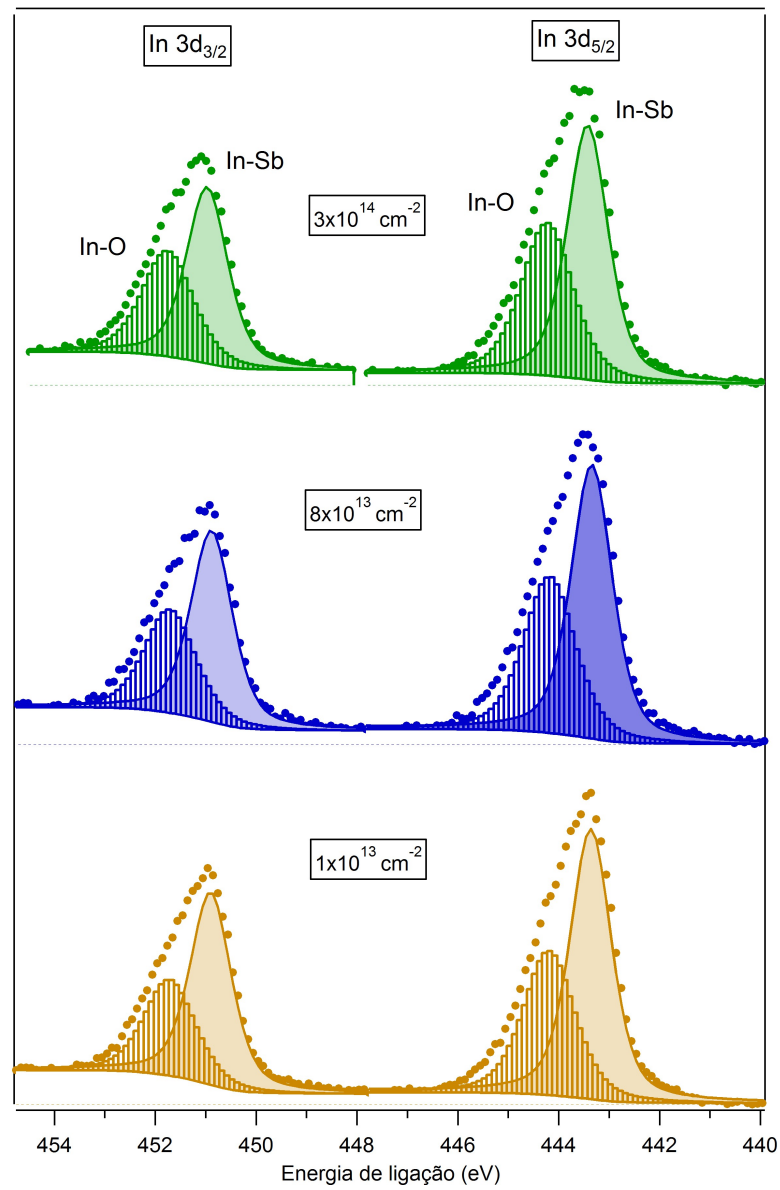 In 3d3/2
In 3d5/2
In-Sb
In-Sb
In-O
In-O
3x10^14 cm^-2
8x10^13 cm^-2
1x10^13 cm^-2
454 452 450 448 446 444 442 440
Energia de ligação (eV)